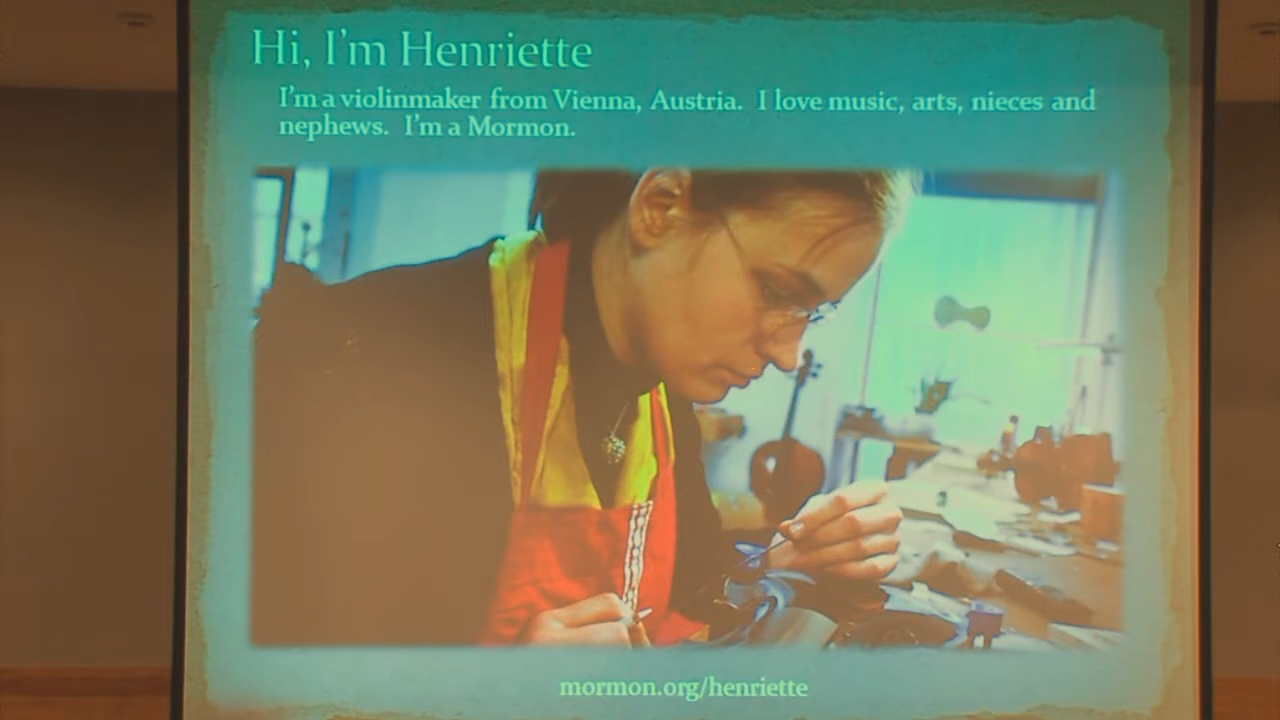 Hi, I'm Henriette
I'm a violinmaker from Vienna, Austria. I love music, arts, nieces and
nephews. I'm a Mormon.
mormon.org/henriette